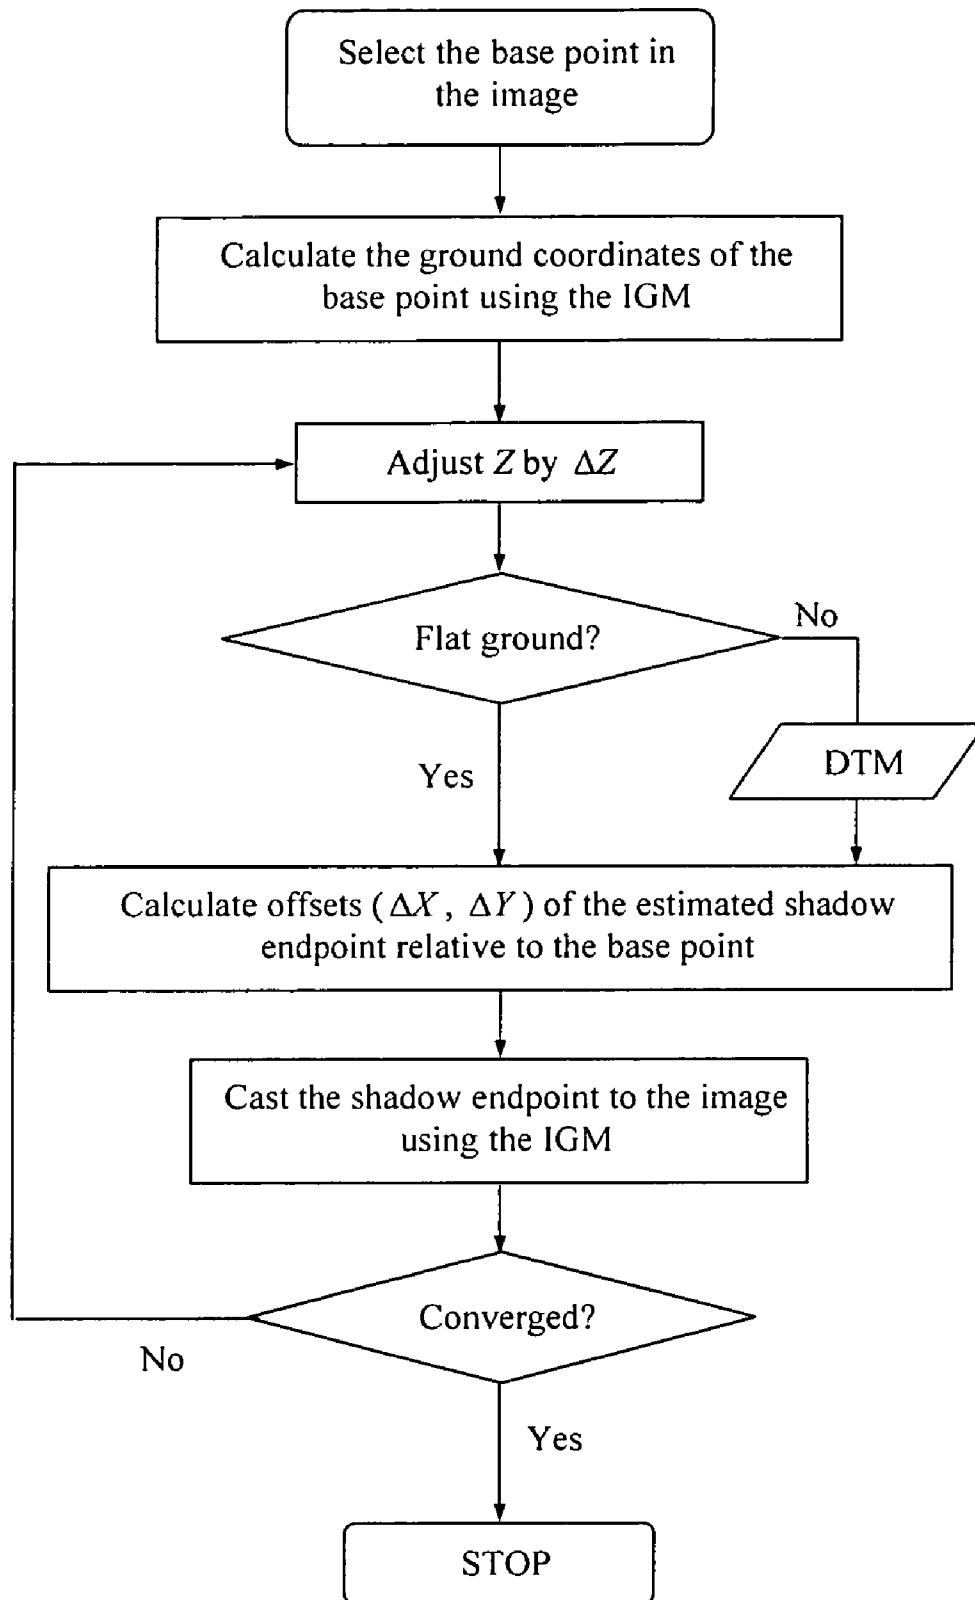 Select the base point in
the image
Calculate the ground coordinates of the
base point using the IGM
Adjust Z by ΔZ
Flat ground?
No
DTM
Yes
Calculate offsets (ΔX, ΔY) of the estimated shadow
endpoint relative to the base point
Cast the shadow endpoint to the image
using the IGM
Converged?
No
Yes
STOP